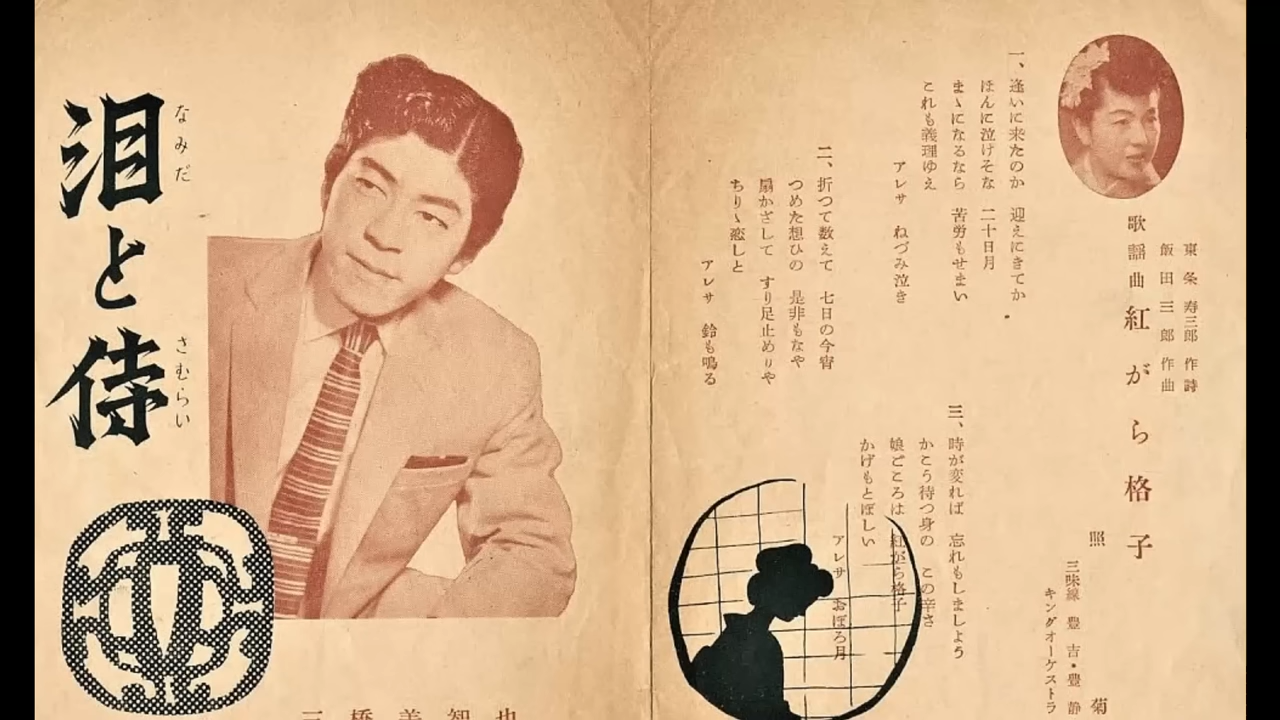 東条寿三郎 作詩
飯田三郎 作曲
歌謡曲 紅がら格子
照菊
三味線 豊吉・豊静
キングオーケストラ
一、逢いに来たのか 迎えにきてか
ほんに泣けそな 二十日月
まゝになるなら 苦労もせまい
これも義理ゆえ
アレサ ねづみ泣き
二、折つて数えて 七日の今宵
つめた想ひの 是非もなや
扇かざして すり足止めりや
ちりゝ恋しと
アレサ 鈴も鳴る
三、時が変れば 忘れもしましよう
かこう待つ身の この辛さ
娘ごころは 紅がら格子
かげもとぼしい
アレサ おぼろ月
泪と侍
なみだ
さむらい
三橋美智也